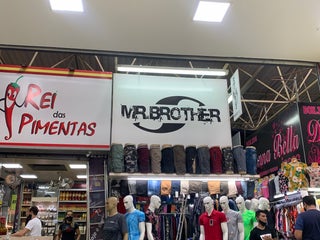 Rei
das
Pimentas
MR.BROTHER
Bella